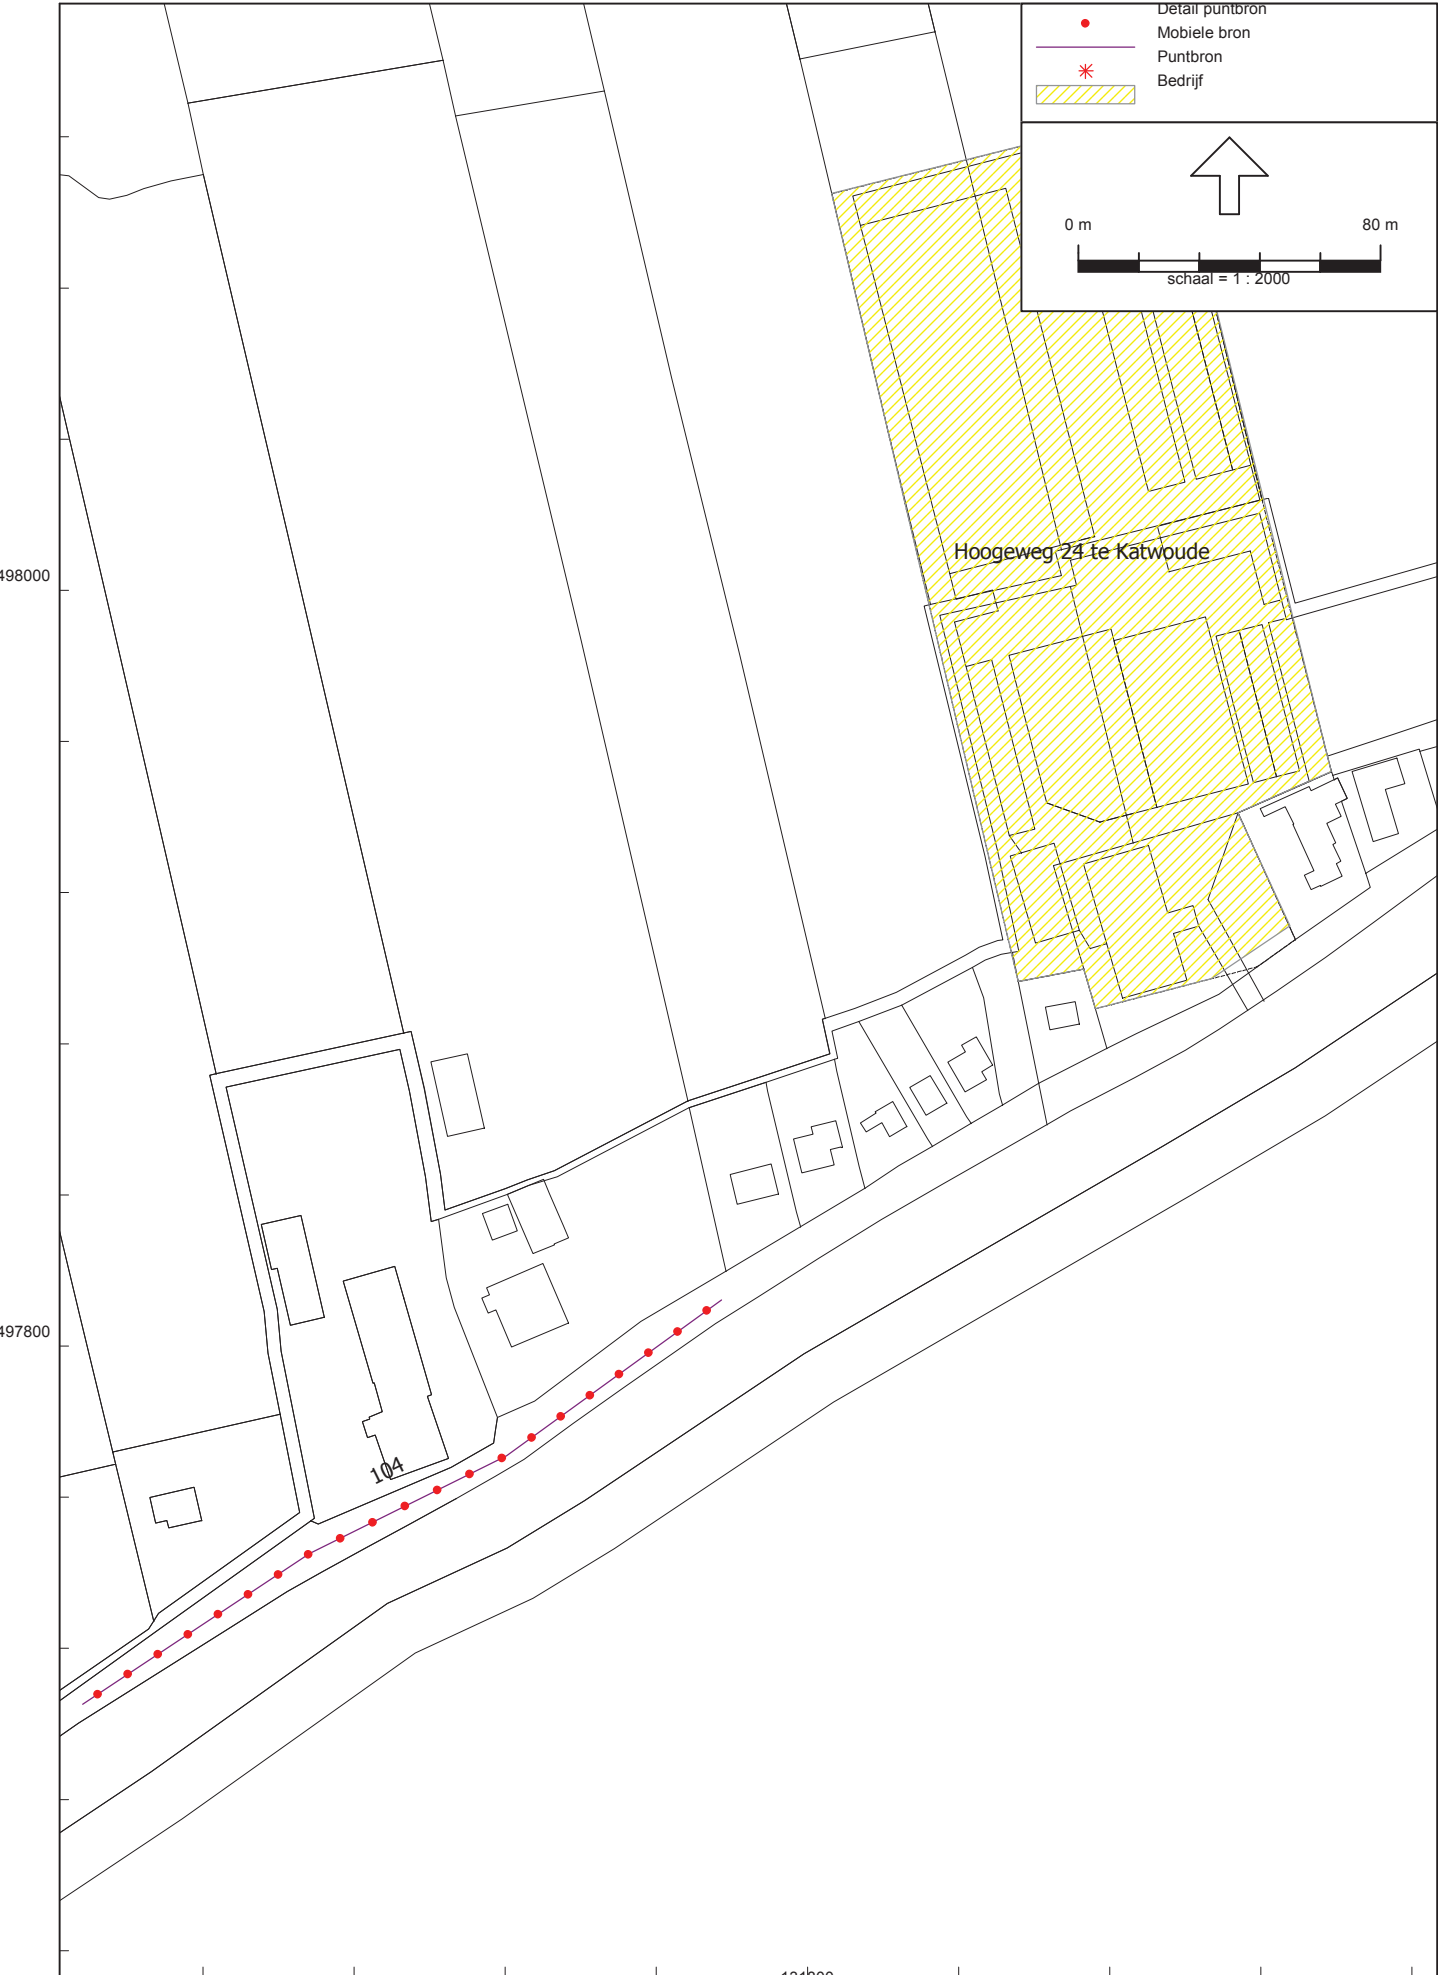 Detail puntbron
Mobiele bron
Puntbron
Bedrijf
0 m 80 m
schaal = 1 : 2000
Hoogeweg 24 te Katwoude
498000
497800
104